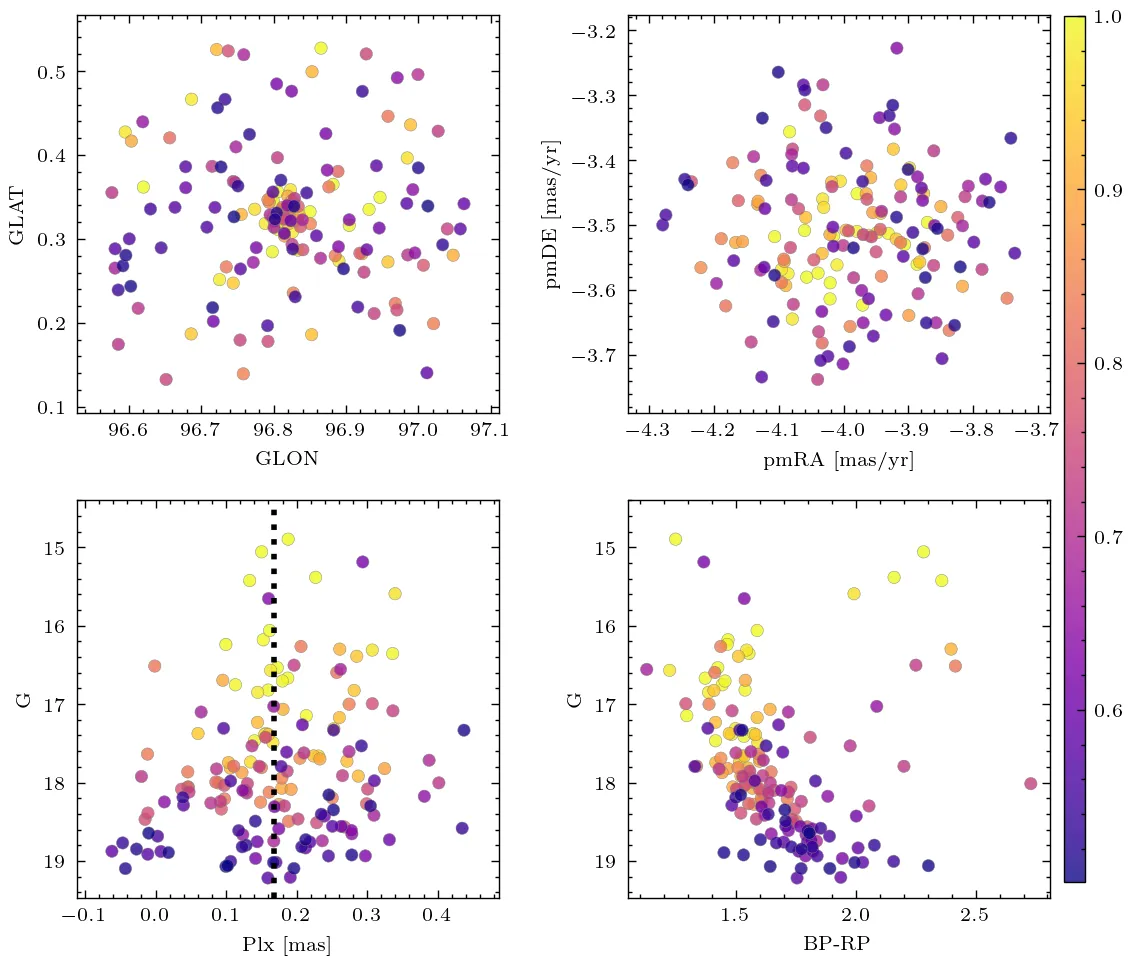 0.5
0.4
0.3
0.2
0.1
GLAT
96.6 96.7 96.8 96.9 97.0 97.1
GLON
−3.2
−3.3
−3.4
−3.5
−3.6
−3.7
pmDE [mas/yr]
−4.3 −4.2 −4.1 −4.0 −3.9 −3.8 −3.7
pmRA [mas/yr]
1.0
0.9
0.8
0.7
0.6
15
16
17
18
19
G
−0.1 0.0 0.1 0.2 0.3 0.4
Plx [mas]
15
16
17
18
19
G
1.5 2.0 2.5
BP-RP